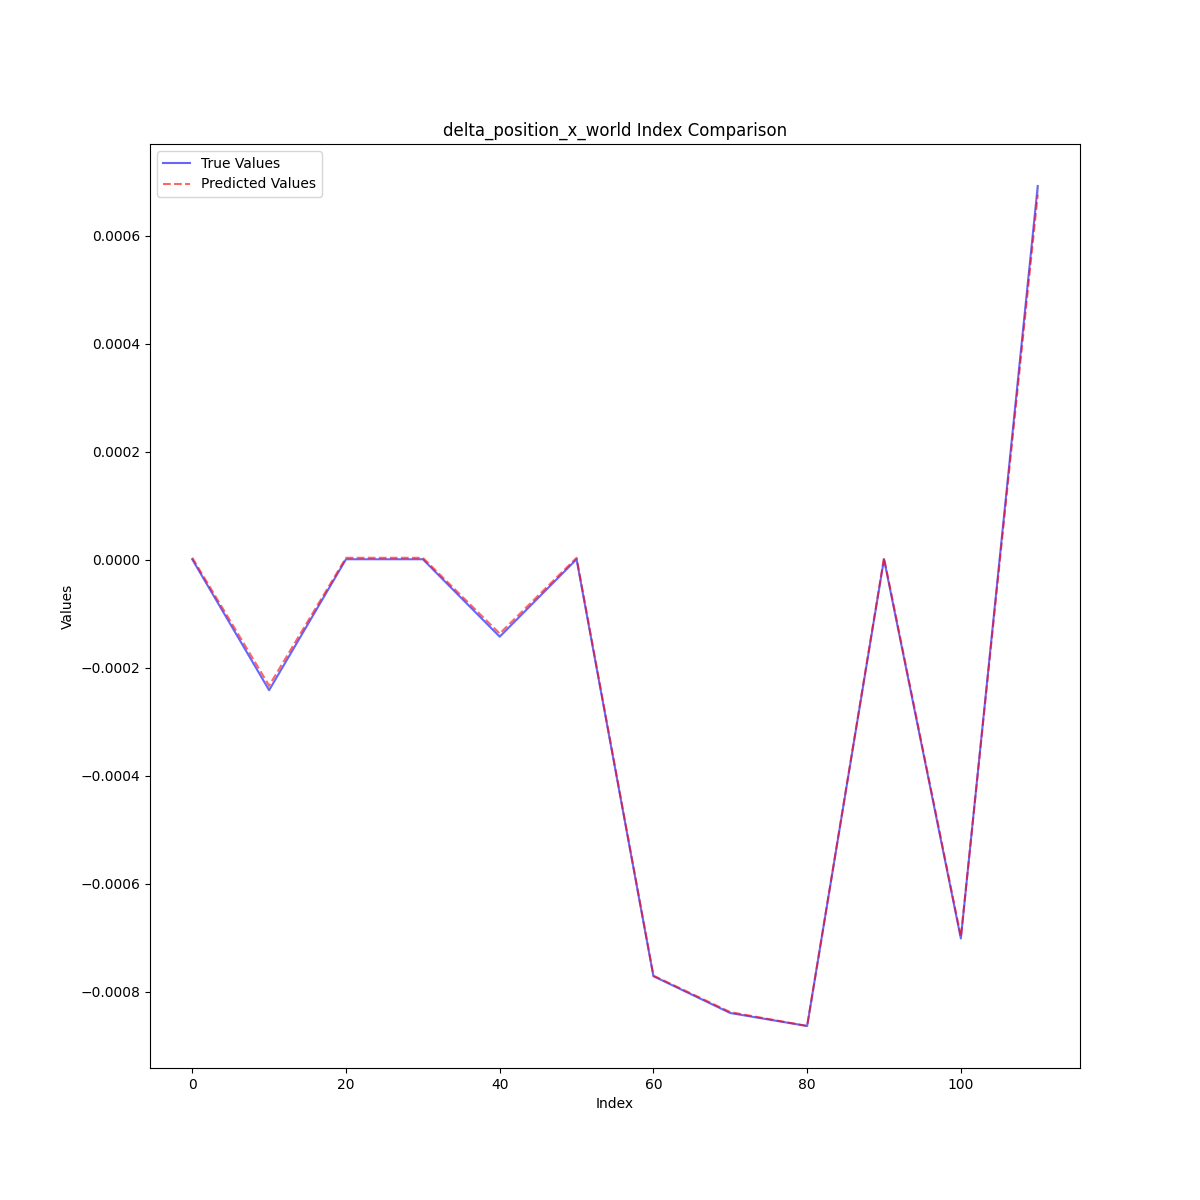 delta_position_x_world Index Comparison
True Values
Predicted Values
0.0006
0.0004
0.0002
0.0000
−0.0002
−0.0004
−0.0006
−0.0008
Values
0 20 40 60 80 100
Index